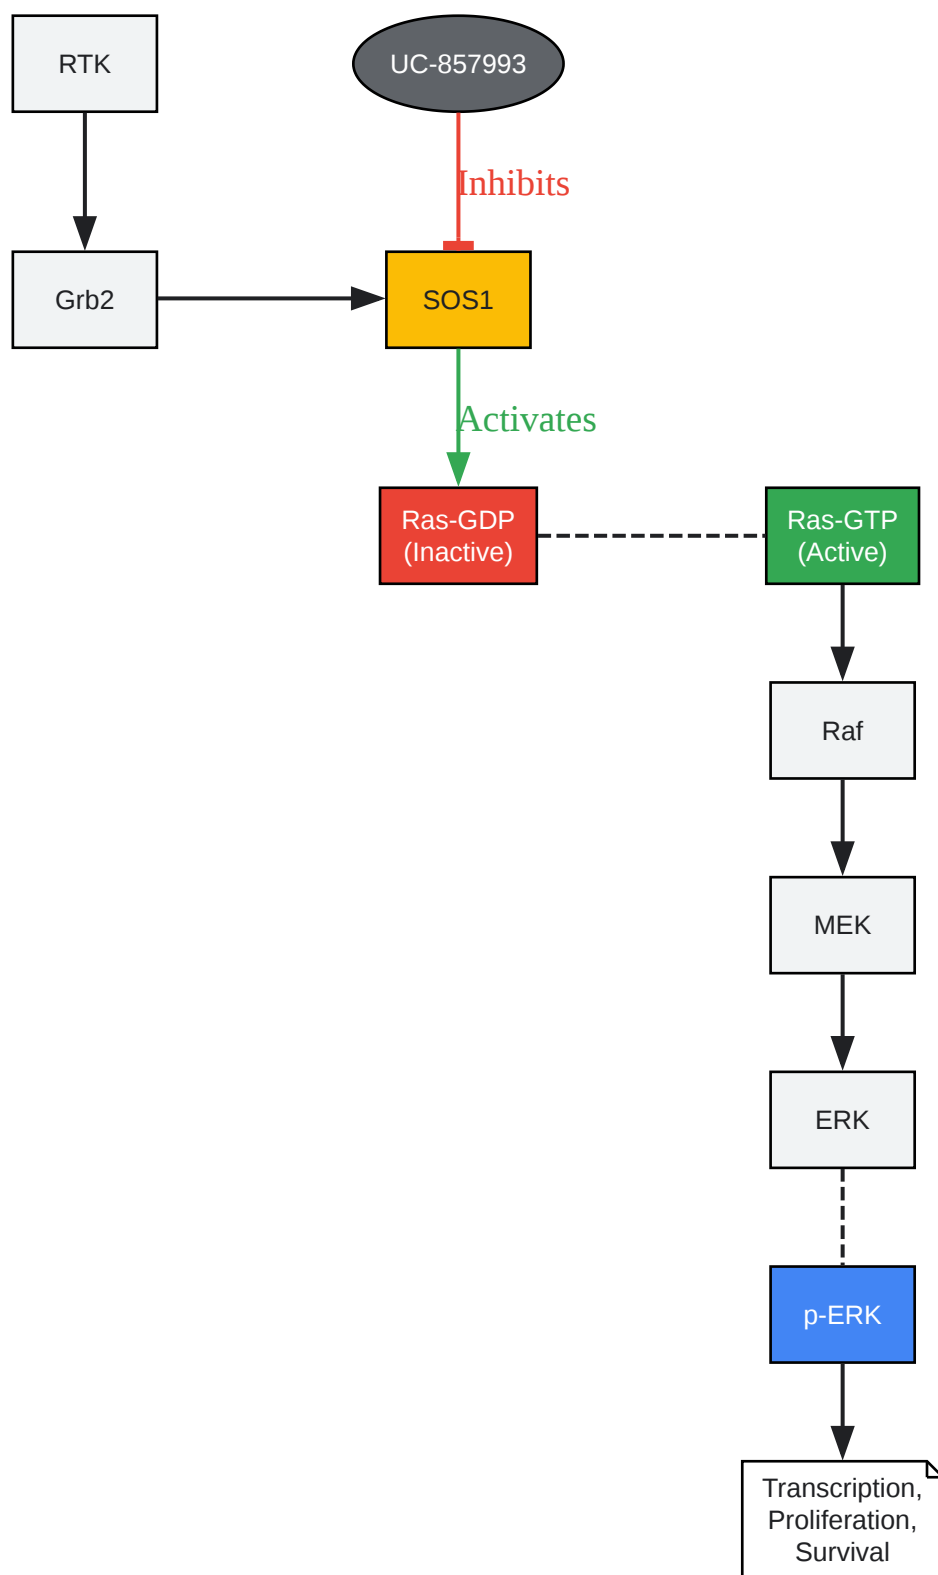 RTK
UC-857993
Inhibits
Grb2
SOS1
Activates
Ras-GDP
(Inactive)
Ras-GTP
(Active)
Raf
MEK
ERK
p-ERK
Transcription,
Proliferation,
Survival